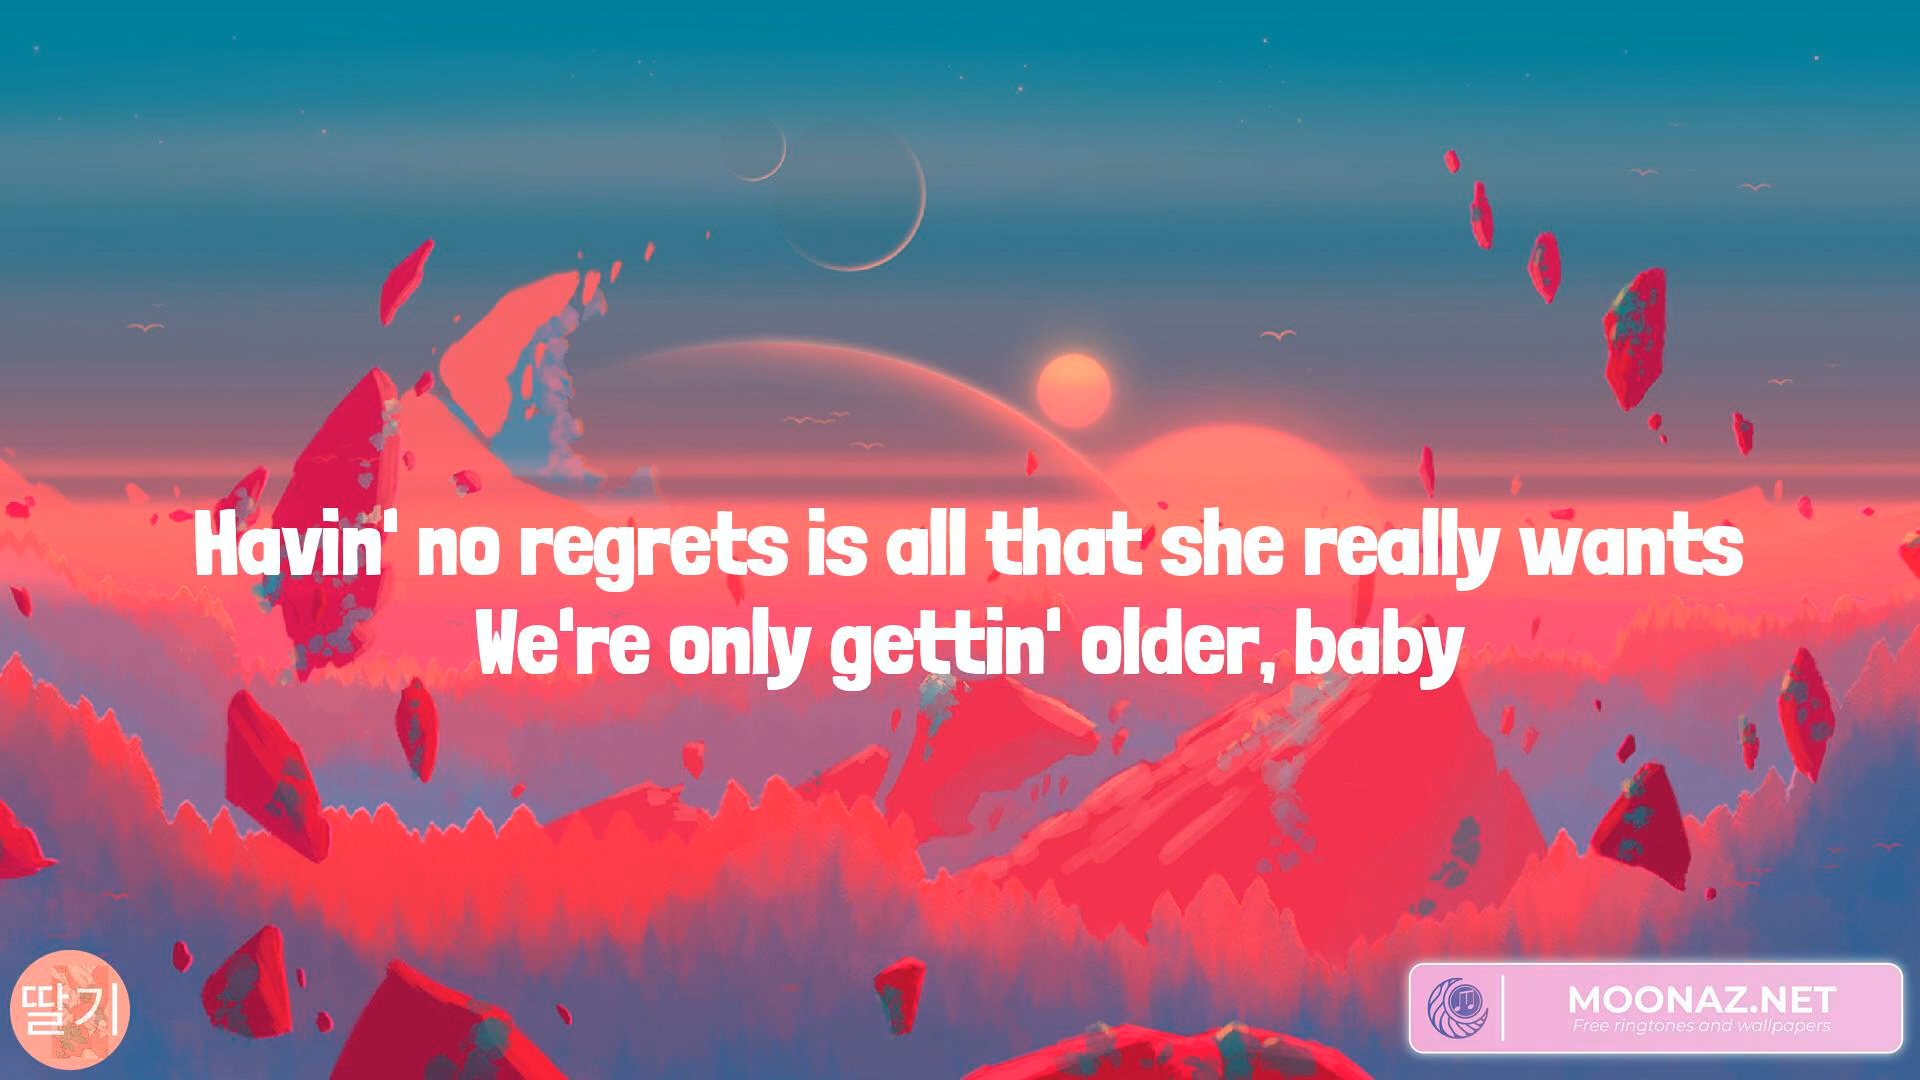 Havin' no regrets is all that she really wants
We're only gettin' older, baby
딸기
MOONAZ.NET
Free ringtones and wallpapers